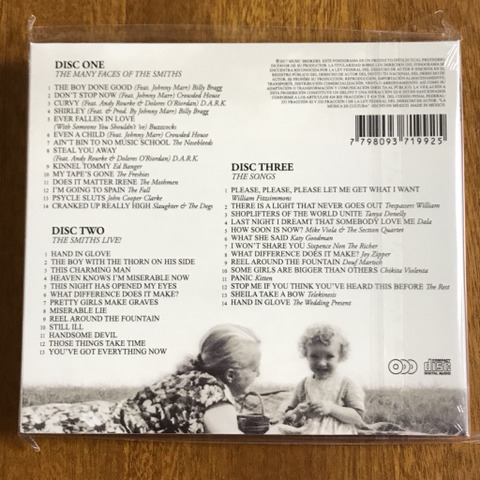 DISC ONE
THE MANY FACES OF THE SMITHS
1 THE BOY DONE GOOD (Feat. Johnny Marr) Billy Bragg
2 DON'T STOP NOW (Feat. Johnny Marr) Crowded House
3 CURVY (Feat. Andy Rourke & Dolores O'Riordan) D.A.R.K.
4 SHIRLEY (Feat. & Prod. By Johnny Marr) Billy Bragg
5 EVER FALLEN IN LOVE
(With Someone You Shouldn't 've) Buzzcocks
6 EVEN A CHILD (Feat. Johnny Marr) Crowded House
7 AIN'T BIN TO NO MUSIC SCHOOL The Nosebleeds
8 STEAL YOU AWAY
(Feat. Andy Rourke & Dolores O'Riordan) D.A.R.K.
9 KINNEL TOMMY Ed Banger
10 MY TAPE'S GONE The Freshies
11 DOES IT MATTER IRENE The Mothmen
12 I'M GOING TO SPAIN The Fall
13 PSYCLE SLUTS John Cooper Clarke
14 CRANKED UP REALLY HIGH Slaughter & The Dogs
DISC TWO
THE SMITHS LIVE!
1 HAND IN GLOVE
2 THE BOY WITH THE THORN ON HIS SIDE
3 THIS CHARMING MAN
4 HEAVEN KNOWS I'M MISERABLE NOW
5 THIS NIGHT HAS OPENED MY EYES
6 WHAT DIFFERENCE DOES IT MAKE?
7 PRETTY GIRLS MAKE GRAVES
8 MISERABLE LIE
9 REEL AROUND THE FOUNTAIN
10 STILL ILL
11 HANDSOME DEVIL
12 THOSE THINGS TAKE TIME
13 YOU'VE GOT EVERYTHING NOW
7 798093 719925
DISC THREE
THE SONGS
1 PLEASE, PLEASE, PLEASE LET ME GET WHAT I WANT
William Fitzsimmons
2 THERE IS A LIGHT THAT NEVER GOES OUT Trespassers William
3 SHOPLIFTERS OF THE WORLD UNITE Tanya Donelly
4 LAST NIGHT I DREAMT THAT SOMEBODY LOVED ME Dala
5 HOW SOON IS NOW? Mike Viola & The Section Quartet
6 WHAT SHE SAID Katy Goodman
7 I WON'T SHARE YOU Sixpence Non The Richer
8 WHAT DIFFERENCE DOES IT MAKE? Joy Zipper
9 REEL AROUND THE FOUNTAIN Duuf Martsch
10 SOME GIRLS ARE BIGGER THAN OTHERS Chikita Violenta
11 PANIC Kitten
12 STOP ME IF YOU THINK YOU'VE HEARD THIS BEFORE The Rest
13 SHEILA TAKE A BOW Telekinesis
14 HAND IN GLOVE The Wedding Present
COMPACT
disc
DIGITAL AUDIO